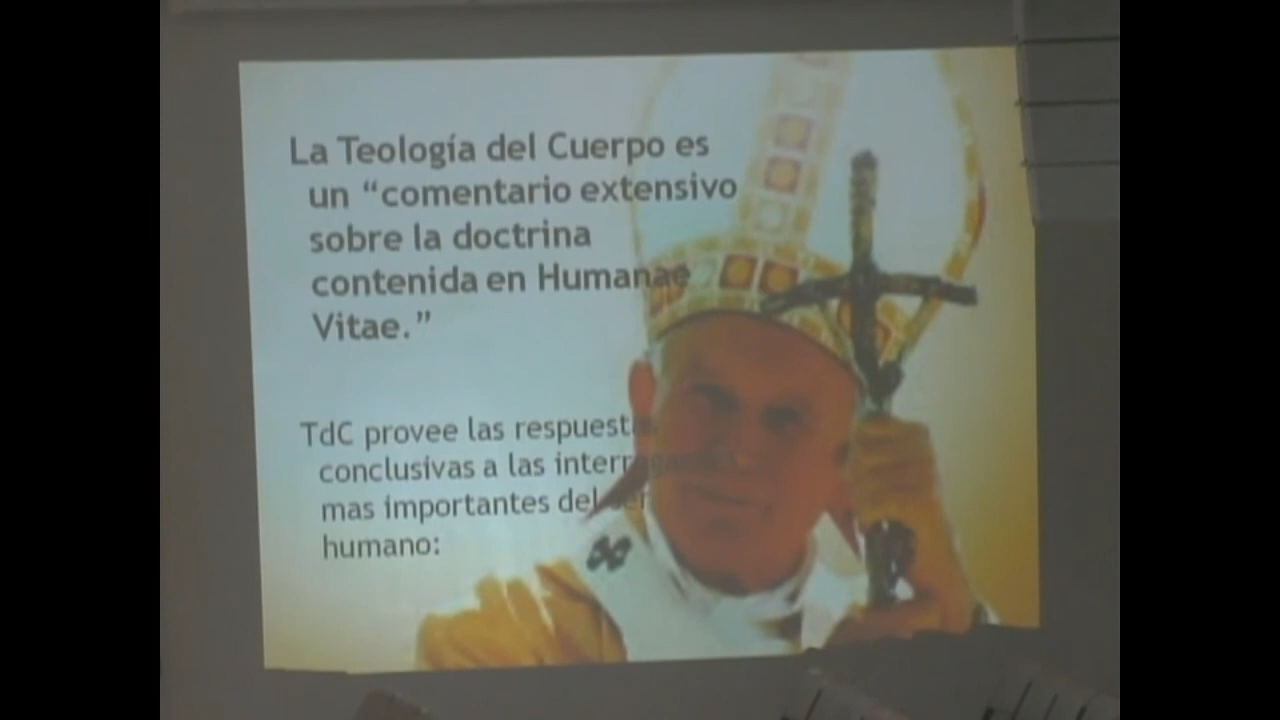 La Teología del Cuerpo es
un “comentario extensivo
sobre la doctrina
contenida en Humanae
Vitae.”
TdC provee las
conclusivas a las
mas importantes del ser
humano: